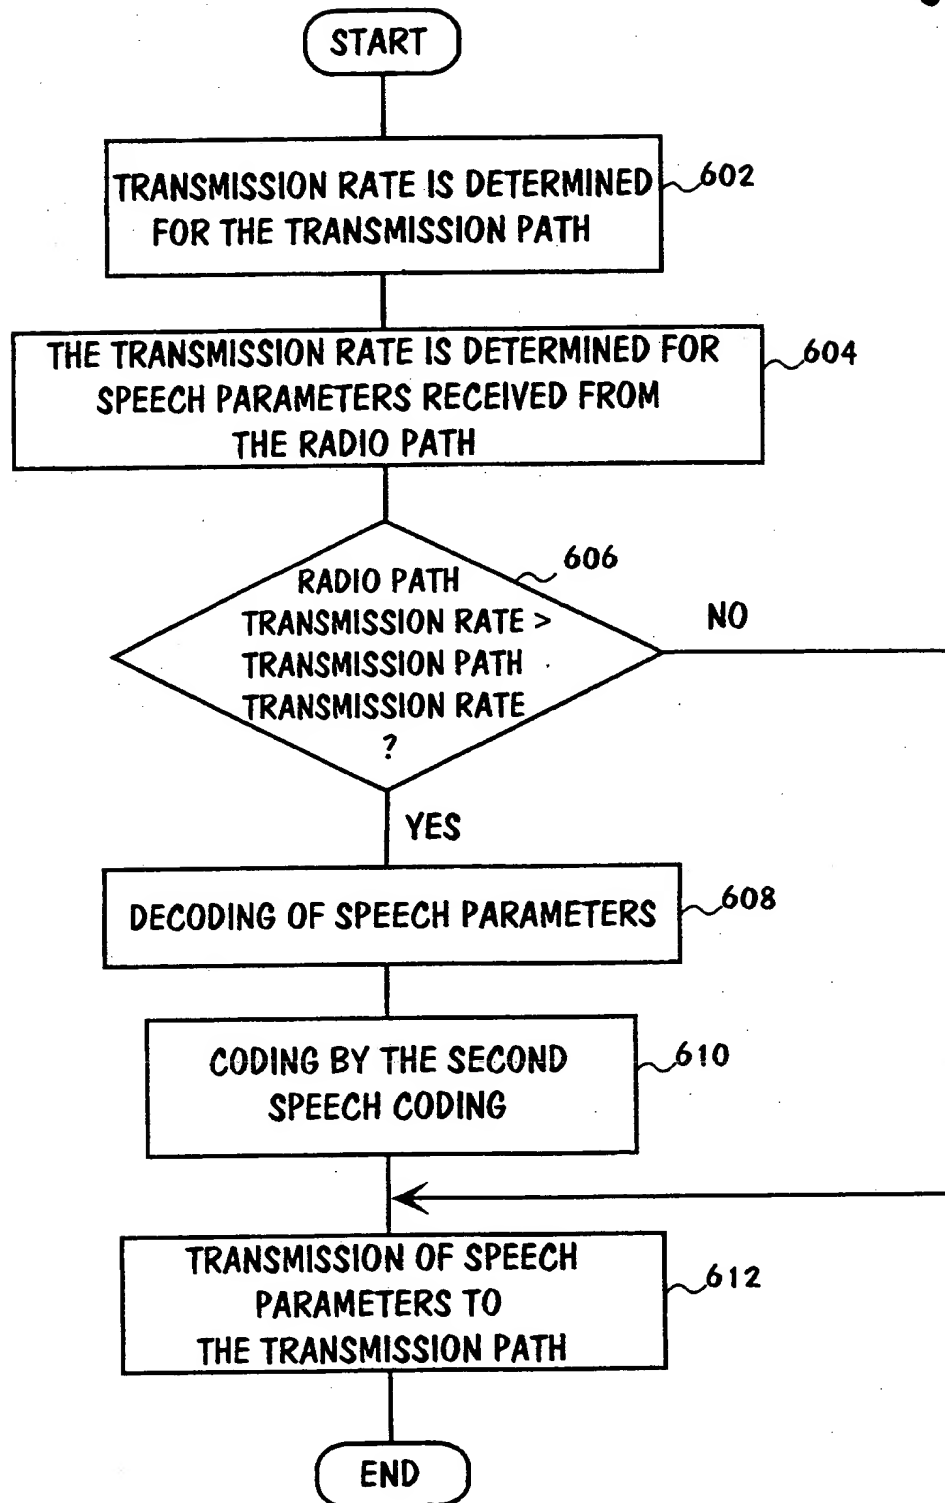 START
TRANSMISSION RATE IS DETERMINED
FOR THE TRANSMISSION PATH
602
THE TRANSMISSION RATE IS DETERMINED FOR
SPEECH PARAMETERS RECEIVED FROM
THE RADIO PATH
604
RADIO PATH
TRANSMISSION RATE >
TRANSMISSION PATH
TRANSMISSION RATE
?
606
NO
YES
DECODING OF SPEECH PARAMETERS
608
CODING BY THE SECOND
SPEECH CODING
610
TRANSMISSION OF SPEECH
PARAMETERS TO
THE TRANSMISSION PATH
612
END